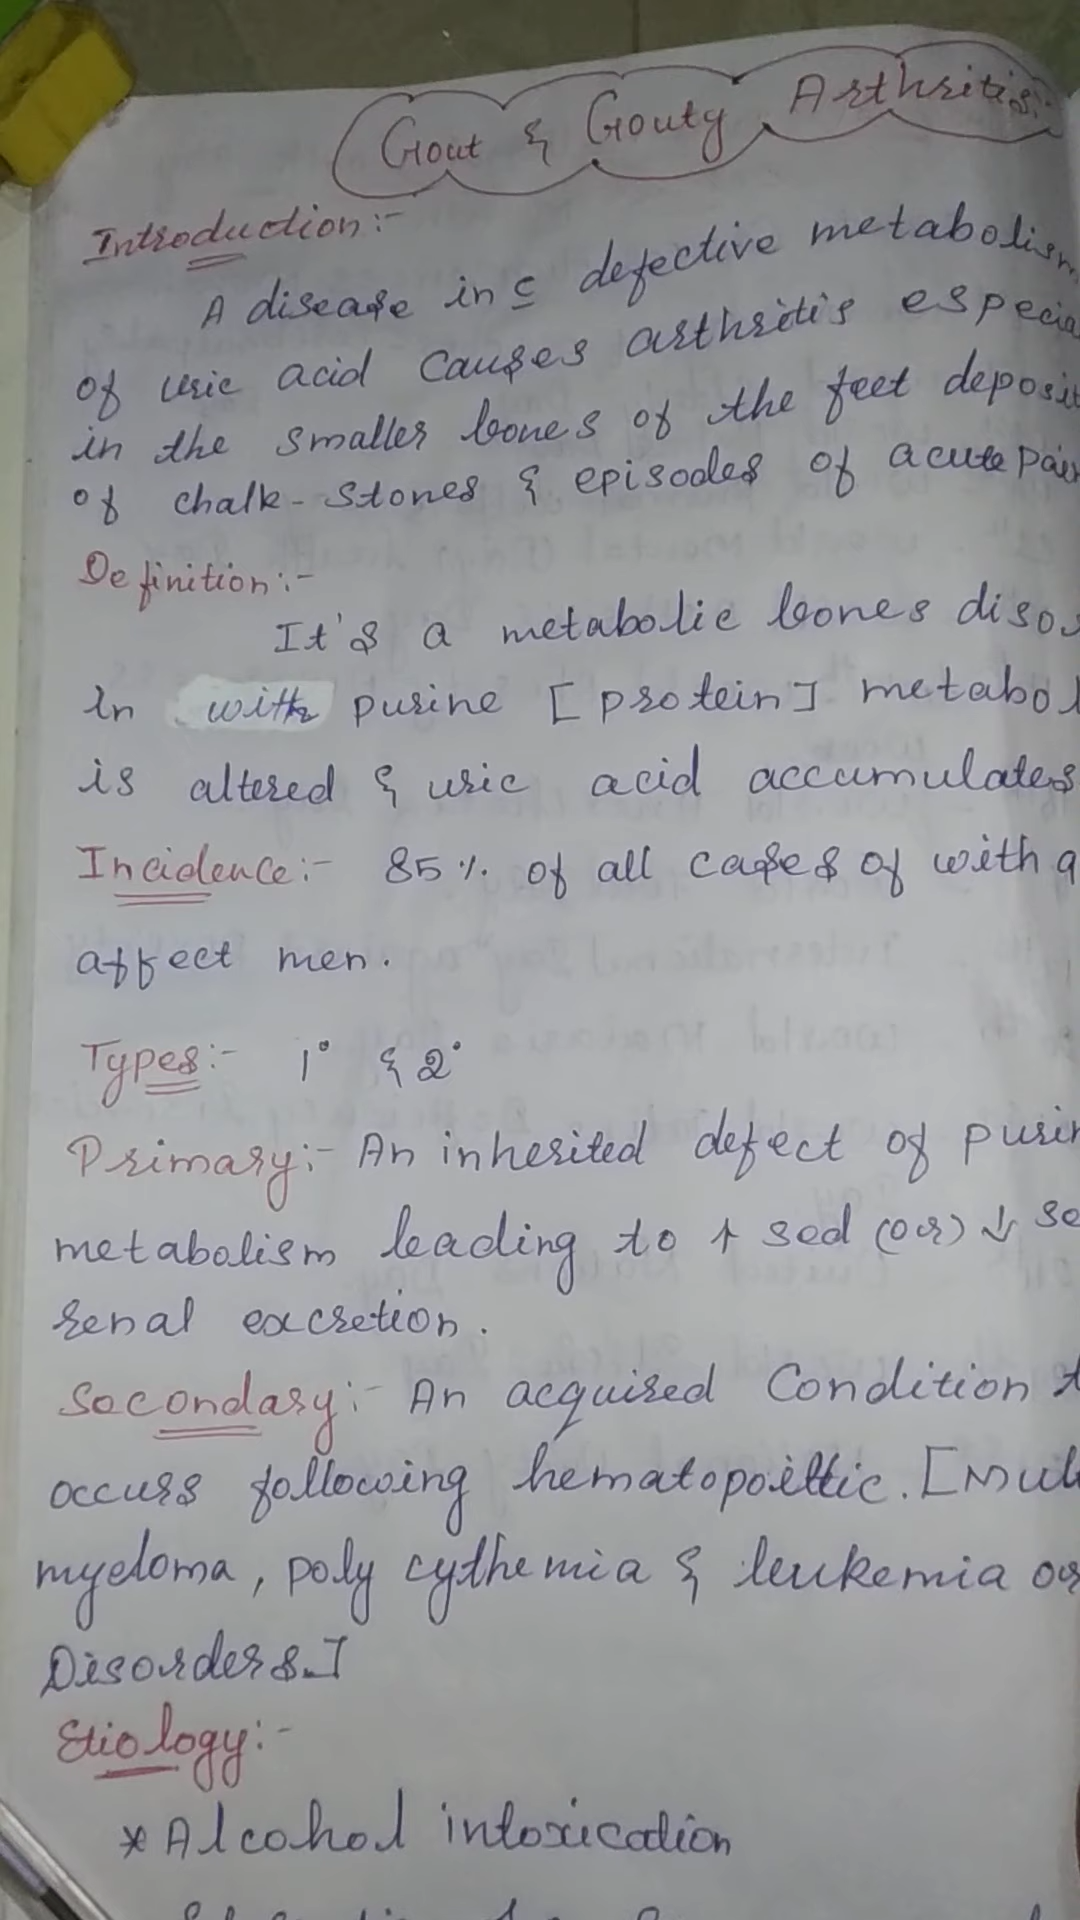 Gout & Gouty Arthritis:
Introduction:-
A disease in c̲ defective metabolism
of uric acid causes arthritis especia
in the smaller bones of the feet deposit
of chalk-stones & episodes of acute pain
Definition:-
It's a metabolic bones diso
In with purine [protein] metabol
is altered & uric acid accumulates
Incidence:- 85% of all cases of with g
affect men.
Types:- 1° & 2°
Primary:- An inherited defect of purin
metabolism leading to ↑ sed (or) ↓ se
renal excretion.
Secondary:- An acquired Condition t
occurs following hematopoittic. [Mul
myeloma, poly cythemia & leukemia or
Disorders.]
Etiology:-
* Alcohol intoxication